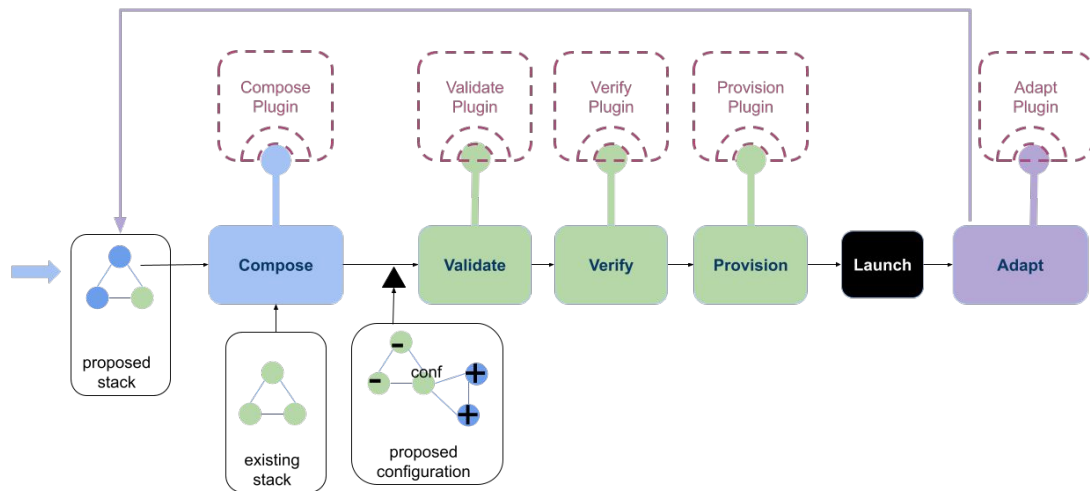 Compose
Plugin
Validate
Plugin
Verify
Plugin
Provision
Plugin
Adapt
Plugin
Compose
Validate
Verify
Provision
Launch
Adapt
proposed
stack
-
-
conf
+
+
existing
stack
proposed
configuration